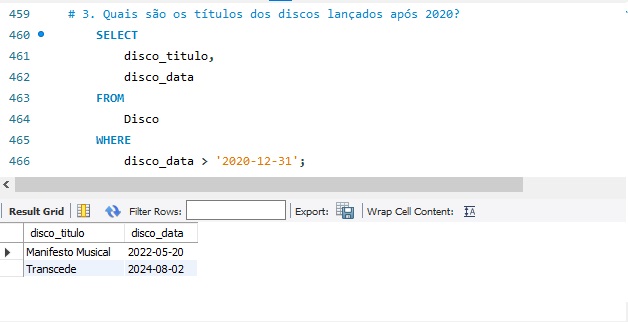 459 # 3. Quais são os títulos dos discos lançados após 2020?
460 SELECT
461 disco_titulo,
462 disco_data
463 FROM
464 Disco
465 WHERE
466 disco_data > '2020-12-31';
Result Grid Filter Rows: Export: Wrap Cell Content: IA
disco_titulo disco_data
Manifesto Musical 2022-05-20
Transcede 2024-08-02